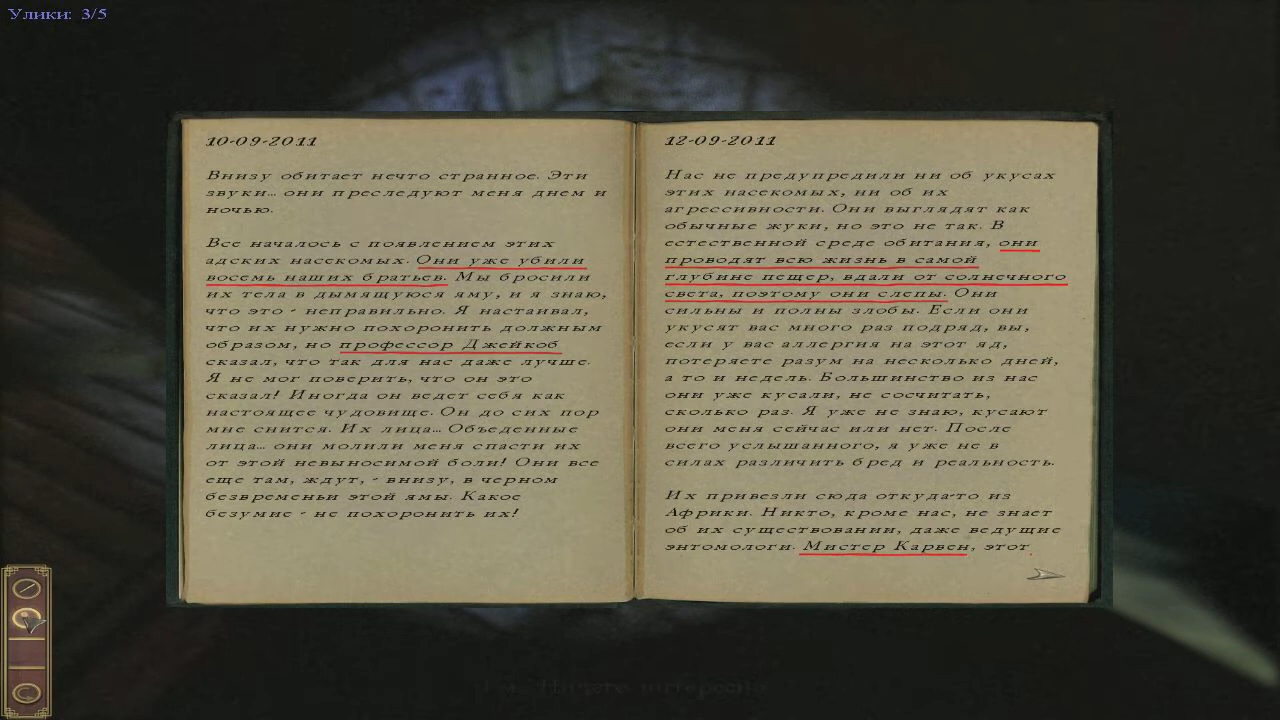 Улики: 3/5
10-09-2011
Внизу обитает нечто странное. Эти
звуки... они преследуют меня днем и
ночью.
Все началось с появлением этих
адских насекомых. Они уже убили
восемь наших братьев. Мы бросили
их тела в дымящуюся яму, и я знаю,
что это - неправильно. Я настаивал,
что их нужно похоронить должным
образом, но профессор Джейкоб
сказал, что так для нас даже лучше.
Я не мог поверить, что он это
сказал! Иногда он ведет себя как
настоящее чудовище. Он до сих пор
мне снится. Их лица... Объеденные
лица... они молили меня спасти их
от этой невыносимой боли! Они все
еще там, ждут, - внизу, в черном
безвременьи этой ямы. Какое
безумие - не похоронить их!
12-09-2011
Нас не предупредили ни об укусах
этих насекомых, ни об их
агрессивности. Они выглядят как
обычные жуки, но это не так. В
естественной среде обитания, они
проводят всю жизнь в самой
глубине пещер, вдали от солнечного
света, поэтому они слепы. Они
сильны и полны злобы. Если они
укусят вас много раз подряд, вы,
если у вас аллергия на этот яд,
потеряете разум на несколько дней,
а то и недель. Большинство из нас
они уже кусали, не сосчитать,
сколько раз. Я уже не знаю, кусают
они меня сейчас или нет. После
всего услышанного, я уже не в
силах различить бред и реальность.
Их привезли сюда откуда-то из
Африки. Никто, кроме нас, не знает
об их существовании, даже ведущие
энтомологи. Мистер Карвен, этот
Ничего